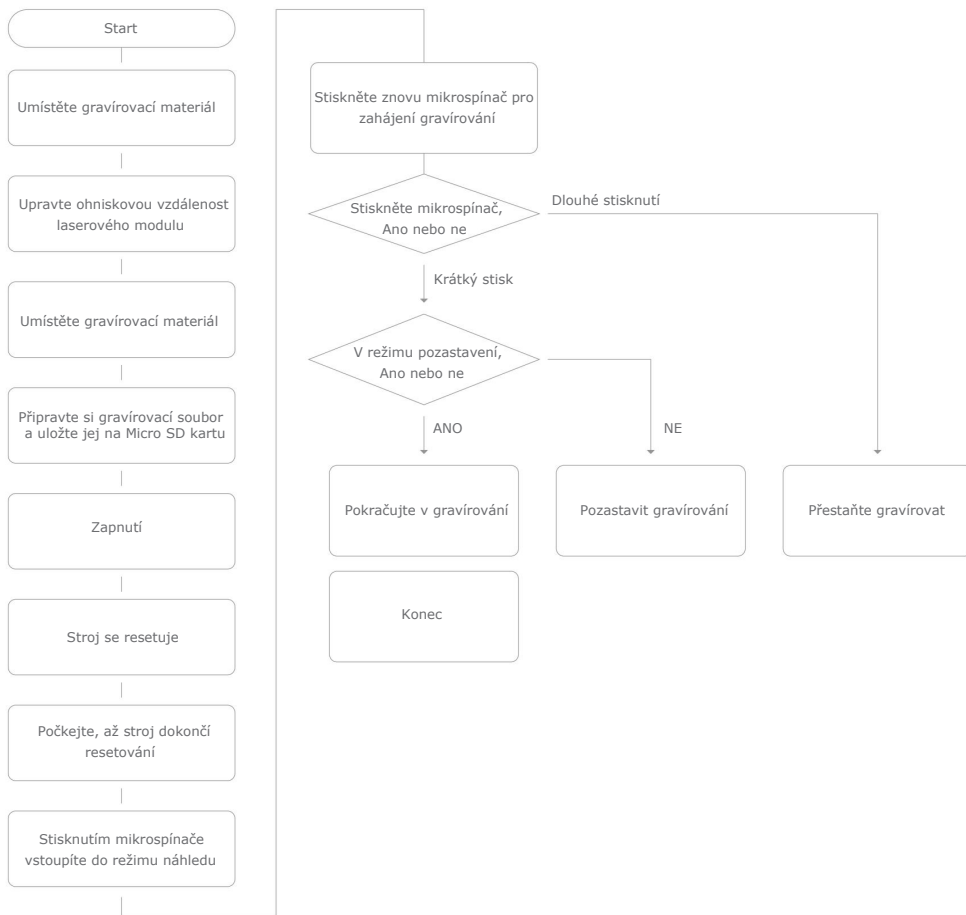 Start
Umístěte gravírovací materiál
Upravte ohniskovou vzdálenost
laserového modulu
Umístěte gravírovací materiál
Připravte si gravírovací soubor
a uložte jej na Micro SD kartu
Zapnutí
Stroj se resetuje
Počkejte, až stroj dokončí
resetování
Stisknutím mikrospínače
vstoupíte do režimu náhledu
Stiskněte znovu mikrospínač pro
zahájení gravírování
Stiskněte mikrospínač,
Ano nebo ne
Dlouhé stisknutí
Krátký stisk
V režimu pozastavení,
Ano nebo ne
ANO
NE
Pokračujte v gravírování
Pozastavit gravírování
Přestaňte gravírovat
Konec